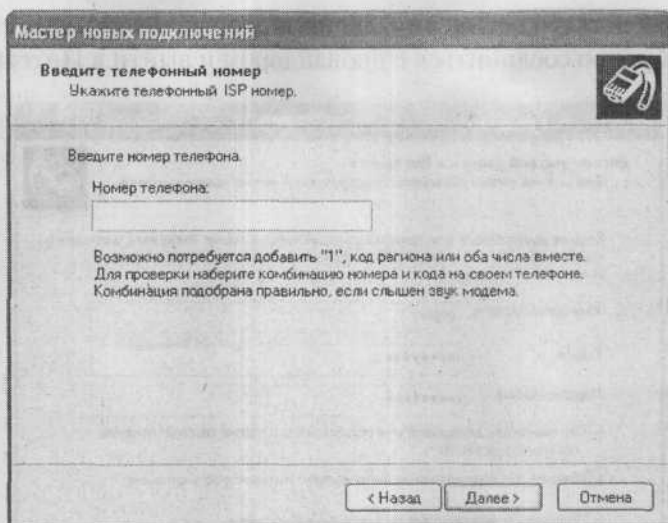 Мастер новых подключений
Введите телефонный номер
Укажите телефонный ISP номер.
Введите номер телефона.
Номер телефона:
Возможно потребуется добавить "1", код региона или оба числа вместе.
Для проверки наберите комбинацию номера и кода на своем телефоне.
Комбинация подобрана правильно, если слышен звук модема.
< Назад
Далее >
Отмена